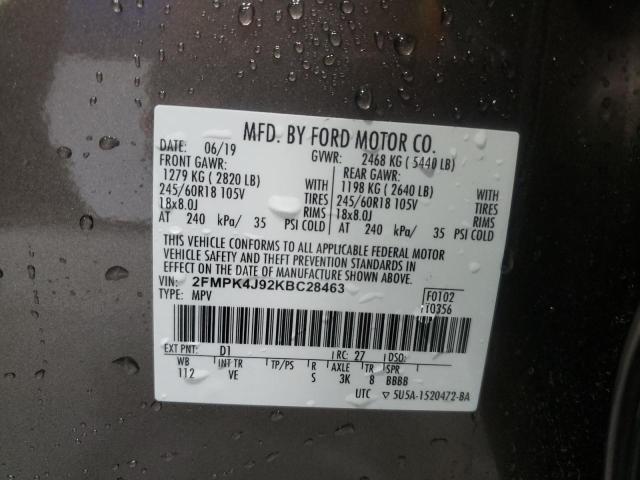 MFD. BY FORD MOTOR CO.
DATE: 06/19 GVWR: 2468 KG (5440 LB)
FRONT GAWR: REAR GAWR:
1279 KG (2820 LB) WITH 1198 KG (2640 LB) WITH
245/60R18 105V TIRES 245/60R18 105V TIRES
18x8.0J RIMS 18x8.0J RIMS
AT 240 kPa/ 35 PSI COLD AT 240 kPa/ 35 PSI COLD
THIS VEHICLE CONFORMS TO ALL APPLICABLE FEDERAL MOTOR
VEHICLE SAFETY AND THEFT PREVENTION STANDARDS IN
EFFECT ON THE DATE OF MANUFACTURE SHOWN ABOVE.
VIN: 2FMPK4J92KBC28463 F0102
TYPE: MPV 110356
EXT PNT: D1 RC: 27 DSO:
WB INT TR TP/PS R AXLE TR SPR
112 VE S 3K 8 BBBB
UTC ▽ 5U5A-1520472-BA